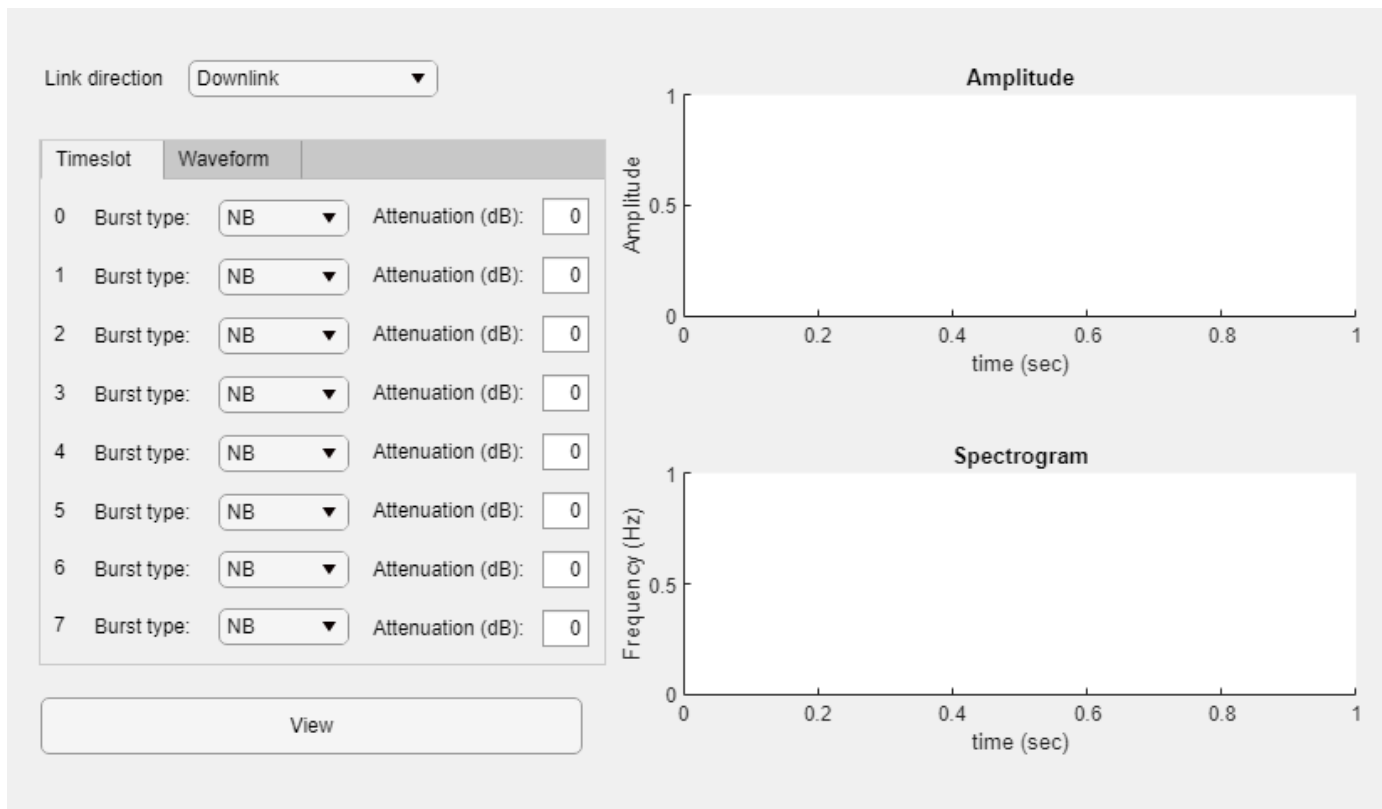 Link direction Downlink
Timeslot Waveform
0 Burst type: NB Attenuation (dB): 0
1 Burst type: NB Attenuation (dB): 0
2 Burst type: NB Attenuation (dB): 0
3 Burst type: NB Attenuation (dB): 0
4 Burst type: NB Attenuation (dB): 0
5 Burst type: NB Attenuation (dB): 0
6 Burst type: NB Attenuation (dB): 0
7 Burst type: NB Attenuation (dB): 0
View
Amplitude
Amplitude
1
0.5
0
0 0.2 0.4 0.6 0.8 1
time (sec)
Spectrogram
Frequency (Hz)
1
0.5
0
0 0.2 0.4 0.6 0.8 1
time (sec)